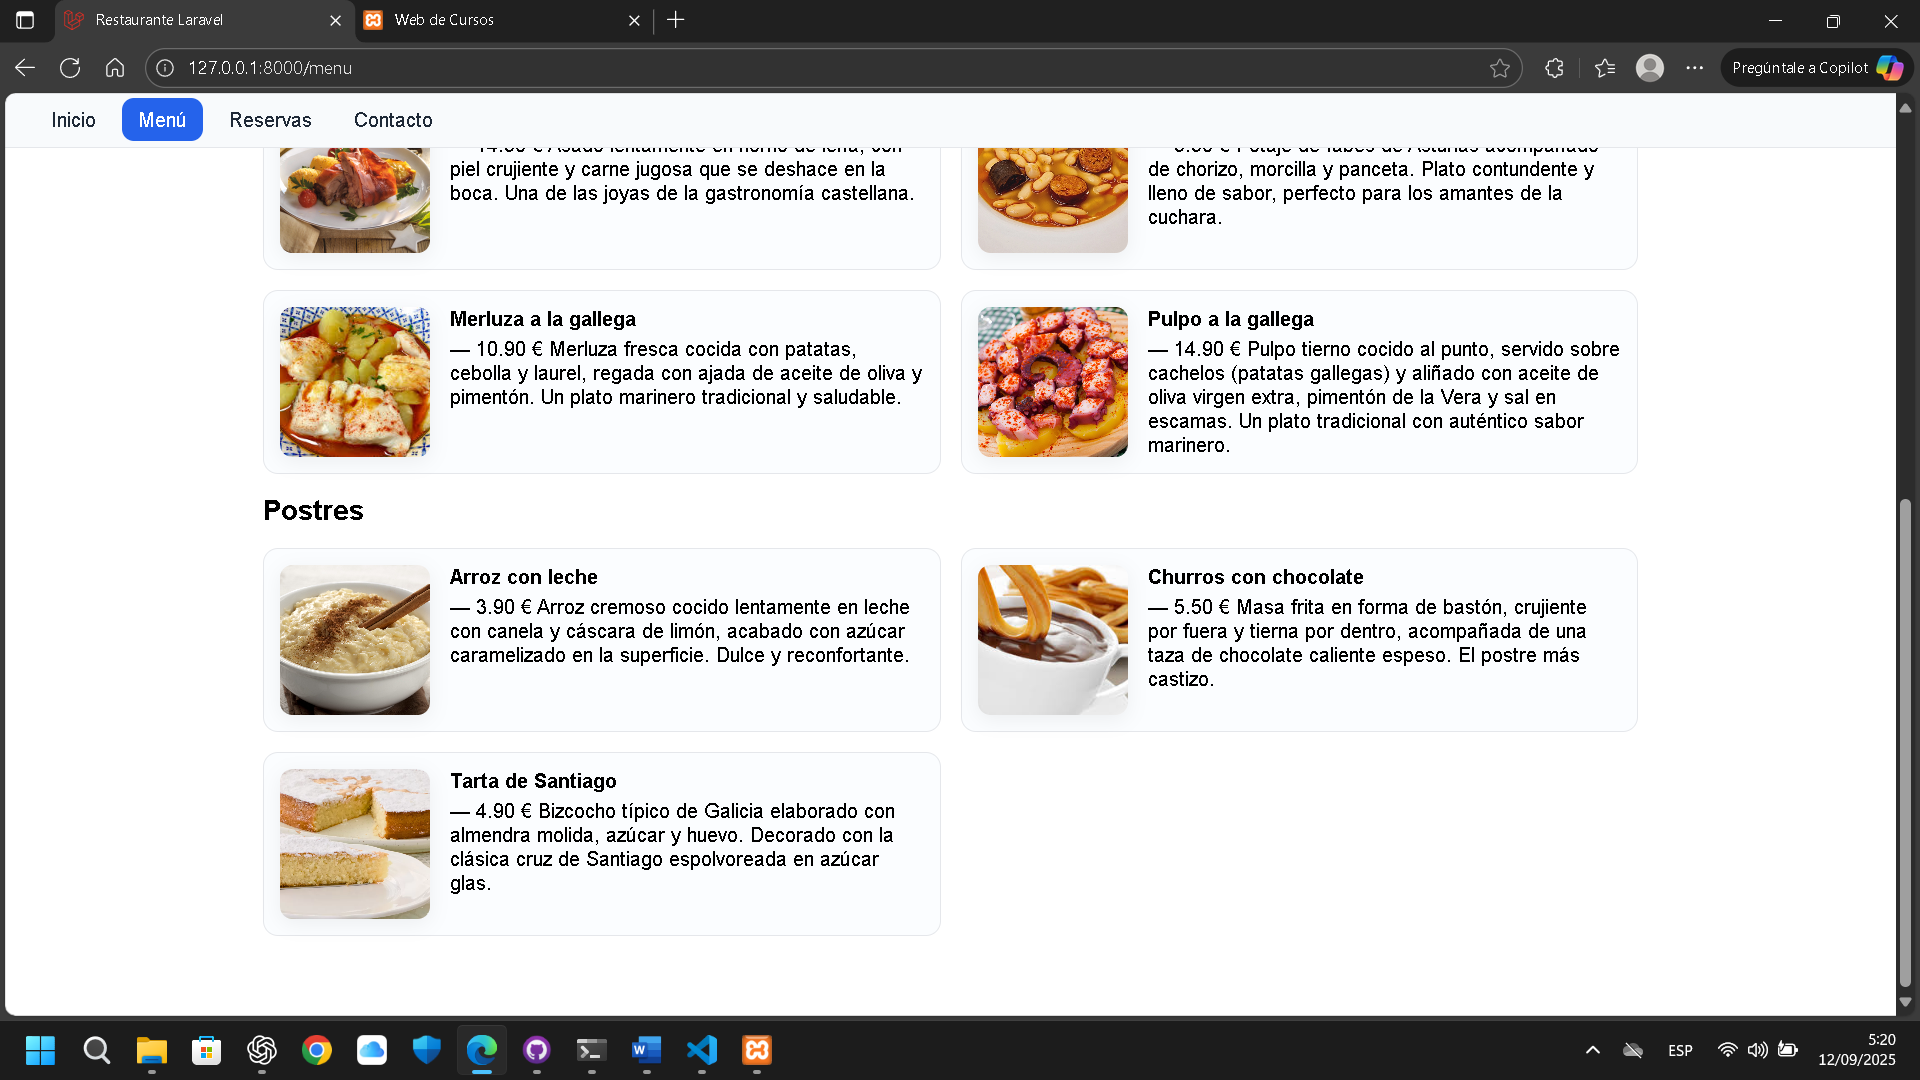 Restaurante Laravel
Web de Cursos
127.0.0.1:8000/menu
Pregúntale a Copilot
Inicio
Menú
Reservas
Contacto
piel crujiente y carne jugosa que se deshace en la
boca. Una de las joyas de la gastronomía castellana.
de chorizo, morcilla y panceta. Plato contundente y
lleno de sabor, perfecto para los amantes de la
cuchara.
Merluza a la gallega
— 10.90 € Merluza fresca cocida con patatas,
cebolla y laurel, regada con ajada de aceite de oliva y
pimentón. Un plato marinero tradicional y saludable.
Pulpo a la gallega
— 14.90 € Pulpo tierno cocido al punto, servido sobre
cachelos (patatas gallegas) y aliñado con aceite de
oliva virgen extra, pimentón de la Vera y sal en
escamas. Un plato tradicional con auténtico sabor
marinero.
Postres
Arroz con leche
— 3.90 € Arroz cremoso cocido lentamente en leche
con canela y cáscara de limón, acabado con azúcar
caramelizado en la superficie. Dulce y reconfortante.
Churros con chocolate
— 5.50 € Masa frita en forma de bastón, crujiente
por fuera y tierna por dentro, acompañada de una
taza de chocolate caliente espeso. El postre más
castizo.
Tarta de Santiago
— 4.90 € Bizcocho típico de Galicia elaborado con
almendra molida, azúcar y huevo. Decorado con la
clásica cruz de Santiago espolvoreada en azúcar
glas.
ESP
5:20
12/09/2025